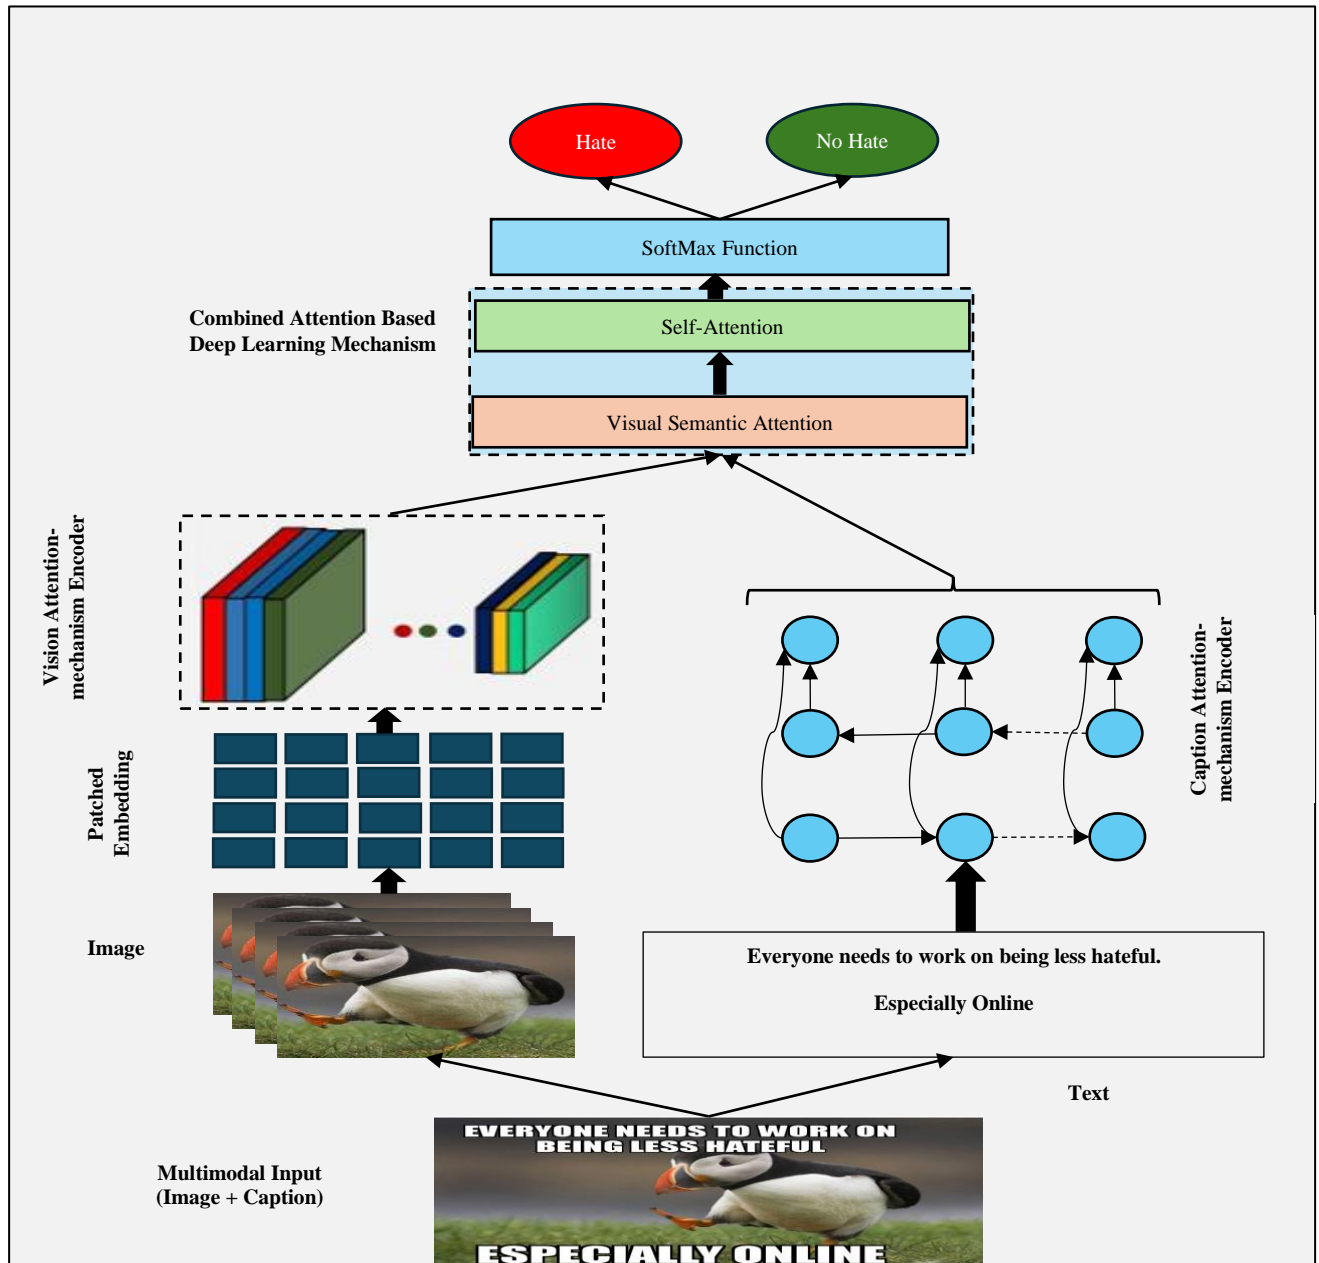 Hate
No Hate
SoftMax Function
Combined Attention Based
Deep Learning Mechanism
Self-Attention
Visual Semantic Attention
Vision Attention-
mechanism Encoder
Caption Attention-
mechanism Encoder
Patched
Embedding
Image
Everyone needs to work on being less hateful.
Especially Online
Text
Multimodal Input
(Image + Caption)
EVERYONE NEEDS TO WORK ON
BEING LESS HATEFUL
ESPECIALLY ONLINE